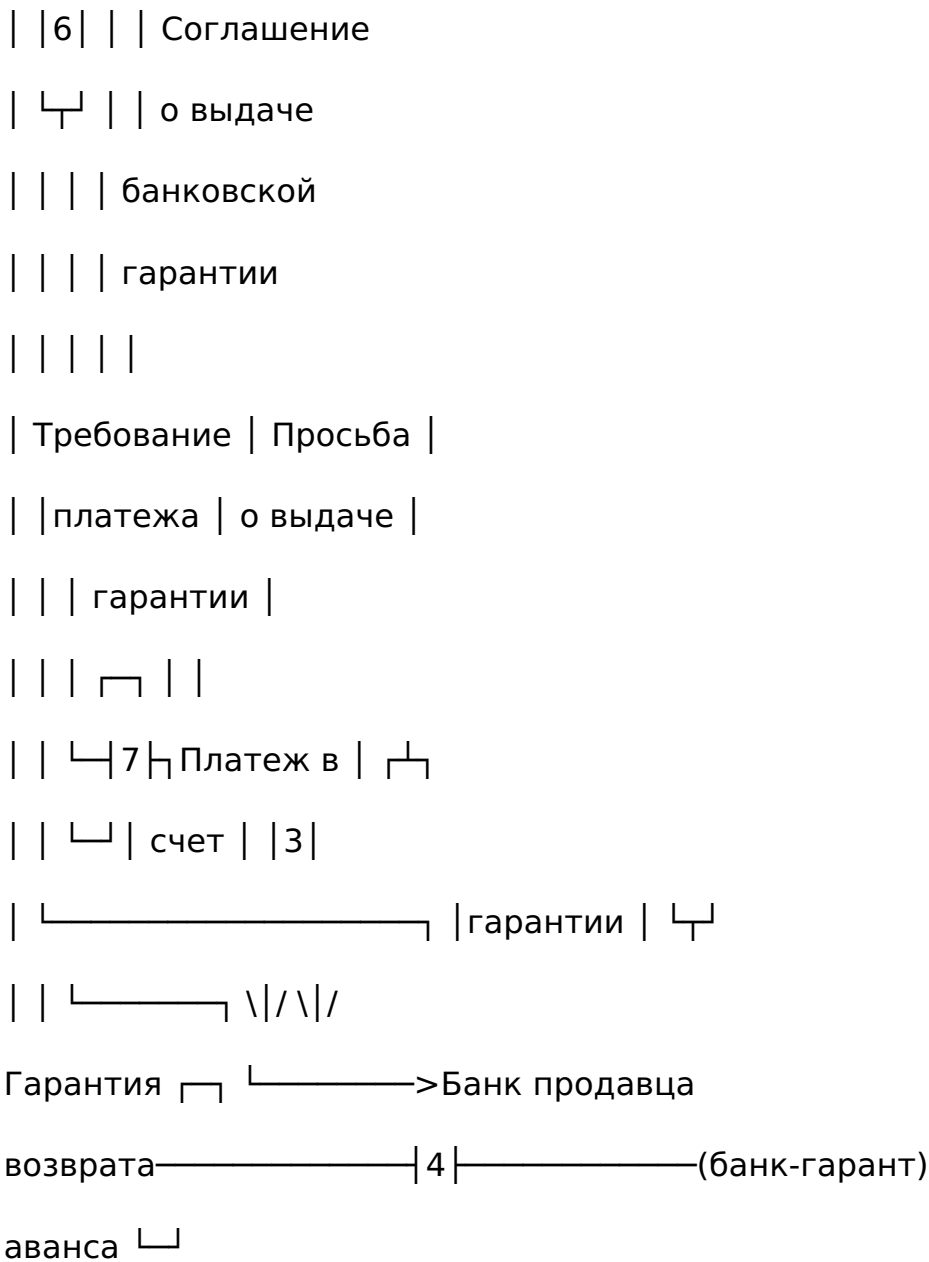 │ │6│ │ │ Соглашение
│ └┬┘ │ │ о выдаче
│ │ │ │ банковской
│ │ │ │ гарантии
│ │ │ │ │
│ Требование │ Просьба │
│ │платежа │ о выдаче │
│ │ │ гарантии │
│ │ │ ┌─┐ │ │
│ │ └─┤7├┐Платеж в │ ┌┴┐
│ │ └─┘│ счет │ │3│
│ └───────────────────┐ │гарантии │ └┬┘
│ │ └───────┐ \│/ \│/
Гарантия ┌─┐ └────────>Банк продавца
возврата─────────────┤4├────────────(банк-гарант)
аванса └─┘